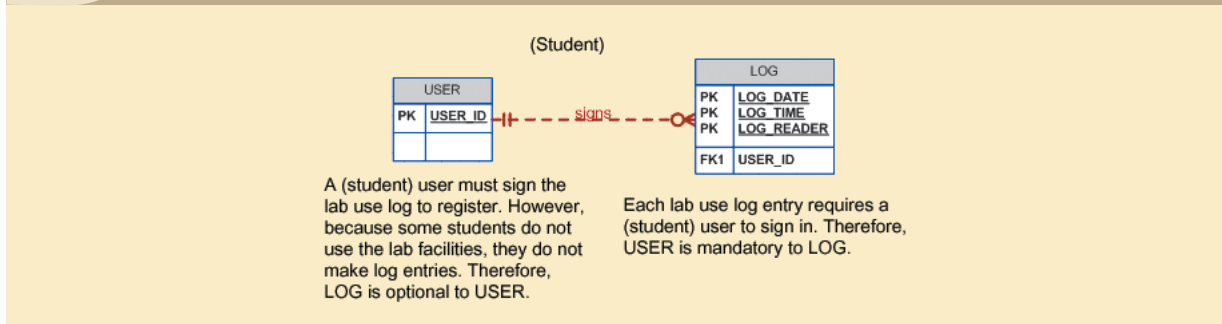 (Student)
USER
PK USER_ID
signs
LOG
PK LOG_DATE
PK LOG_TIME
PK LOG_READER
FK1 USER_ID
A (student) user must sign the
lab use log to register. However,
because some students do not
use the lab facilities, they do not
make log entries. Therefore,
LOG is optional to USER.
Each lab use log entry requires a
(student) user to sign in. Therefore,
USER is mandatory to LOG.